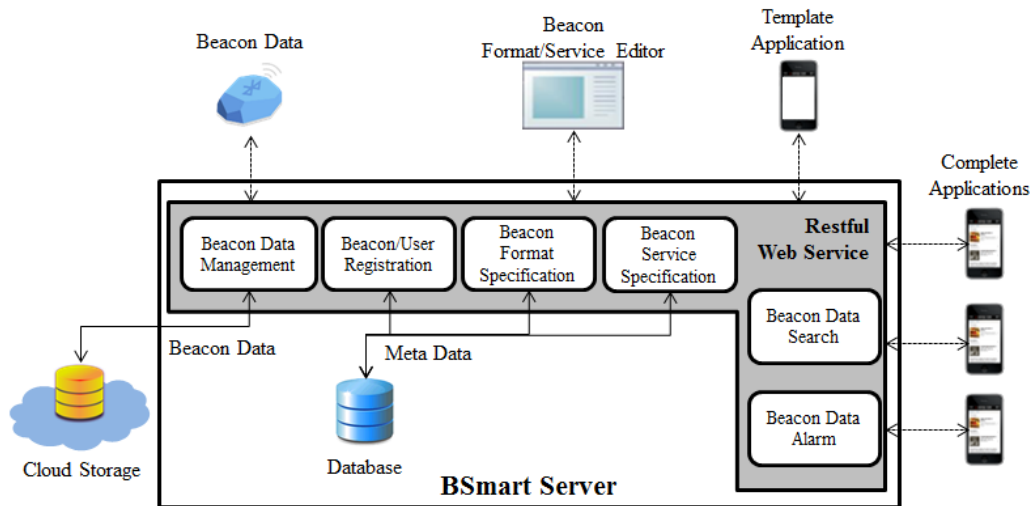 Beacon Data
Beacon
Format/Service Editor
Template
Application
Complete
Applications
Beacon Data
Management
Beacon/User
Registration
Beacon
Format
Specification
Beacon
Service
Specification
Restful
Web Service
Beacon Data
Search
Beacon Data
Alarm
Beacon Data
Meta Data
Cloud Storage
Database
BSmart Server